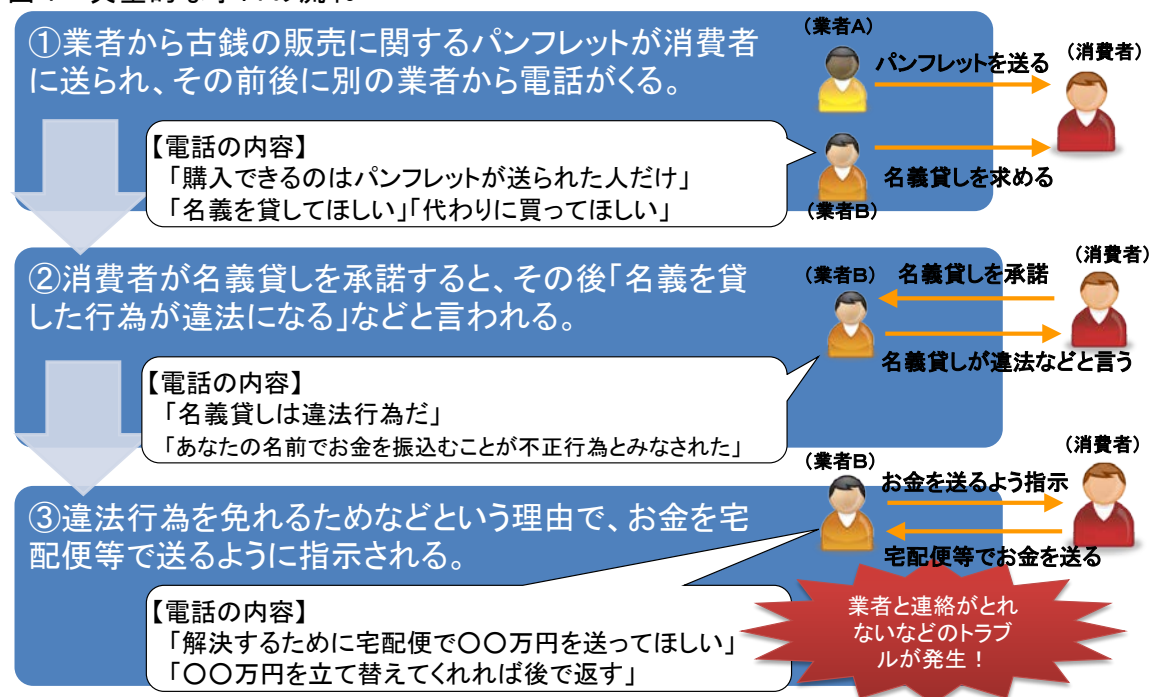 ①業者から古銭の販売に関するパンフレットが消費者
に送られ、その前後に別の業者から電話がくる。
【電話の内容】
「購入できるのはパンフレットが送られた人だけ」
「名義を貸してほしい」「代わりに買ってほしい」
（業者A）
パンフレットを送る
（消費者）
名義貸しを求める
（業者B）
②消費者が名義貸しを承諾すると、その後「名義を貸
した行為が違法になる」などと言われる。
【電話の内容】
「名義貸しは違法行為だ」
「あなたの名前でお金を振込むことが不正行為とみなされた」
（業者B）
名義貸しを承諾
（消費者）
名義貸しが違法などと言う
③違法行為を免れるためなどという理由で、お金を宅
配便等で送るように指示される。
【電話の内容】
「解決するために宅配便で〇〇万円を送ってほしい」
「〇〇万円を立て替えてくれれば後で返す」
（業者B）
お金を送るよう指示
（消費者）
宅配便等でお金を送る
業者と連絡がとれ
ないなどのトラブ
ルが発生！